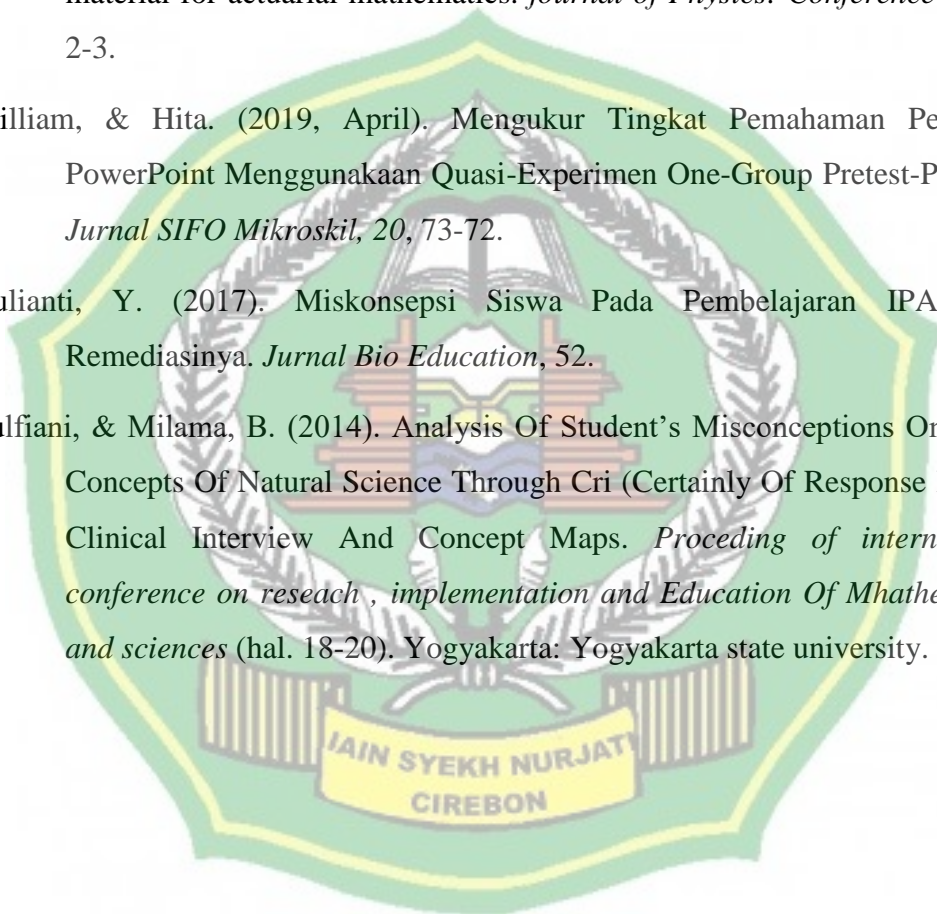 material for actuarial mathematics. Journal of Physics: Conference
2-3.
illiam, & Hita. (2019, April). Mengukur Tingkat Pemahaman Pe
PowerPoint Menggunakaan Quasi-Experimen One-Group Pretest-P
Jurnal SIFO Mikroskil, 20, 73-72.
ulianti, Y. (2017). Miskonsepsi Siswa Pada Pembelajaran IPA
Remediasinya. Jurnal Bio Education, 52.
ulfiani, & Milama, B. (2014). Analysis Of Student's Misconceptions On
Concepts Of Natural Science Through Cri (Certainly Of Response
Clinical Interview And Concept Maps. Proceding of intern
conference on reseach , implementation and Education Of Mhathe
and sciences (hal. 18-20). Yogyakarta: Yogyakarta state university.
IAIN SYEKH NURJATI
CIREBON